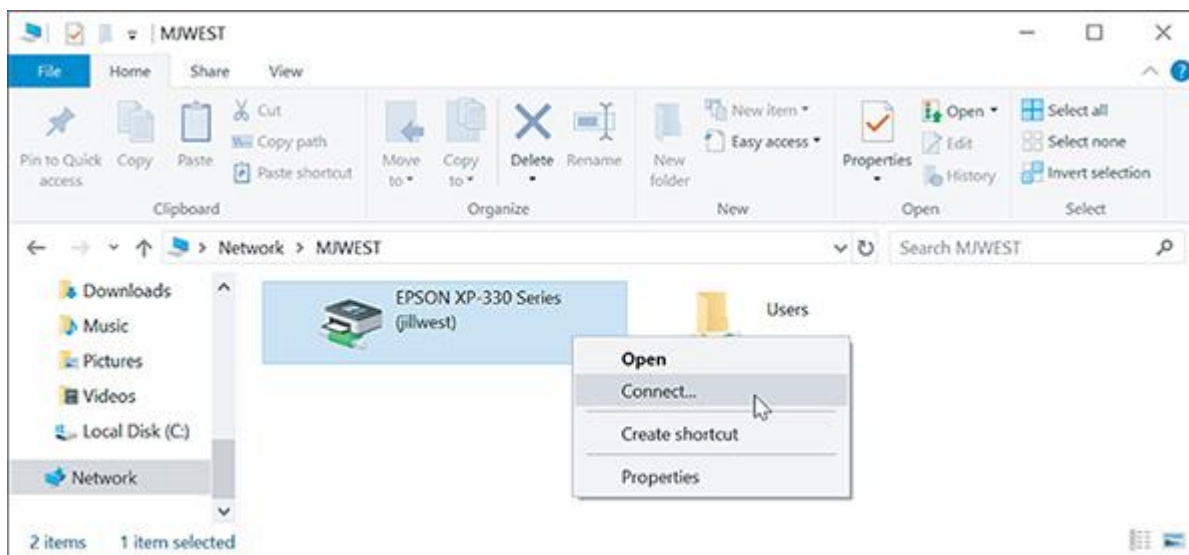 MJWEST
File Home Share View
Pin to Quick access
Copy
Paste
Cut
Copy path
Paste shortcut
Clipboard
Move to
Copy to
Delete
Rename
Organize
New folder
New item
Easy access
New
Properties
Open
Edit
History
Open
Select all
Select none
Invert selection
Select
Network > MJWEST
Search MJWEST
Downloads
Music
Pictures
Videos
Local Disk (C:)
Network
EPSON XP-330 Series
(jillwest)
Users
Open
Connect...
Create shortcut
Properties
2 items 1 item selected